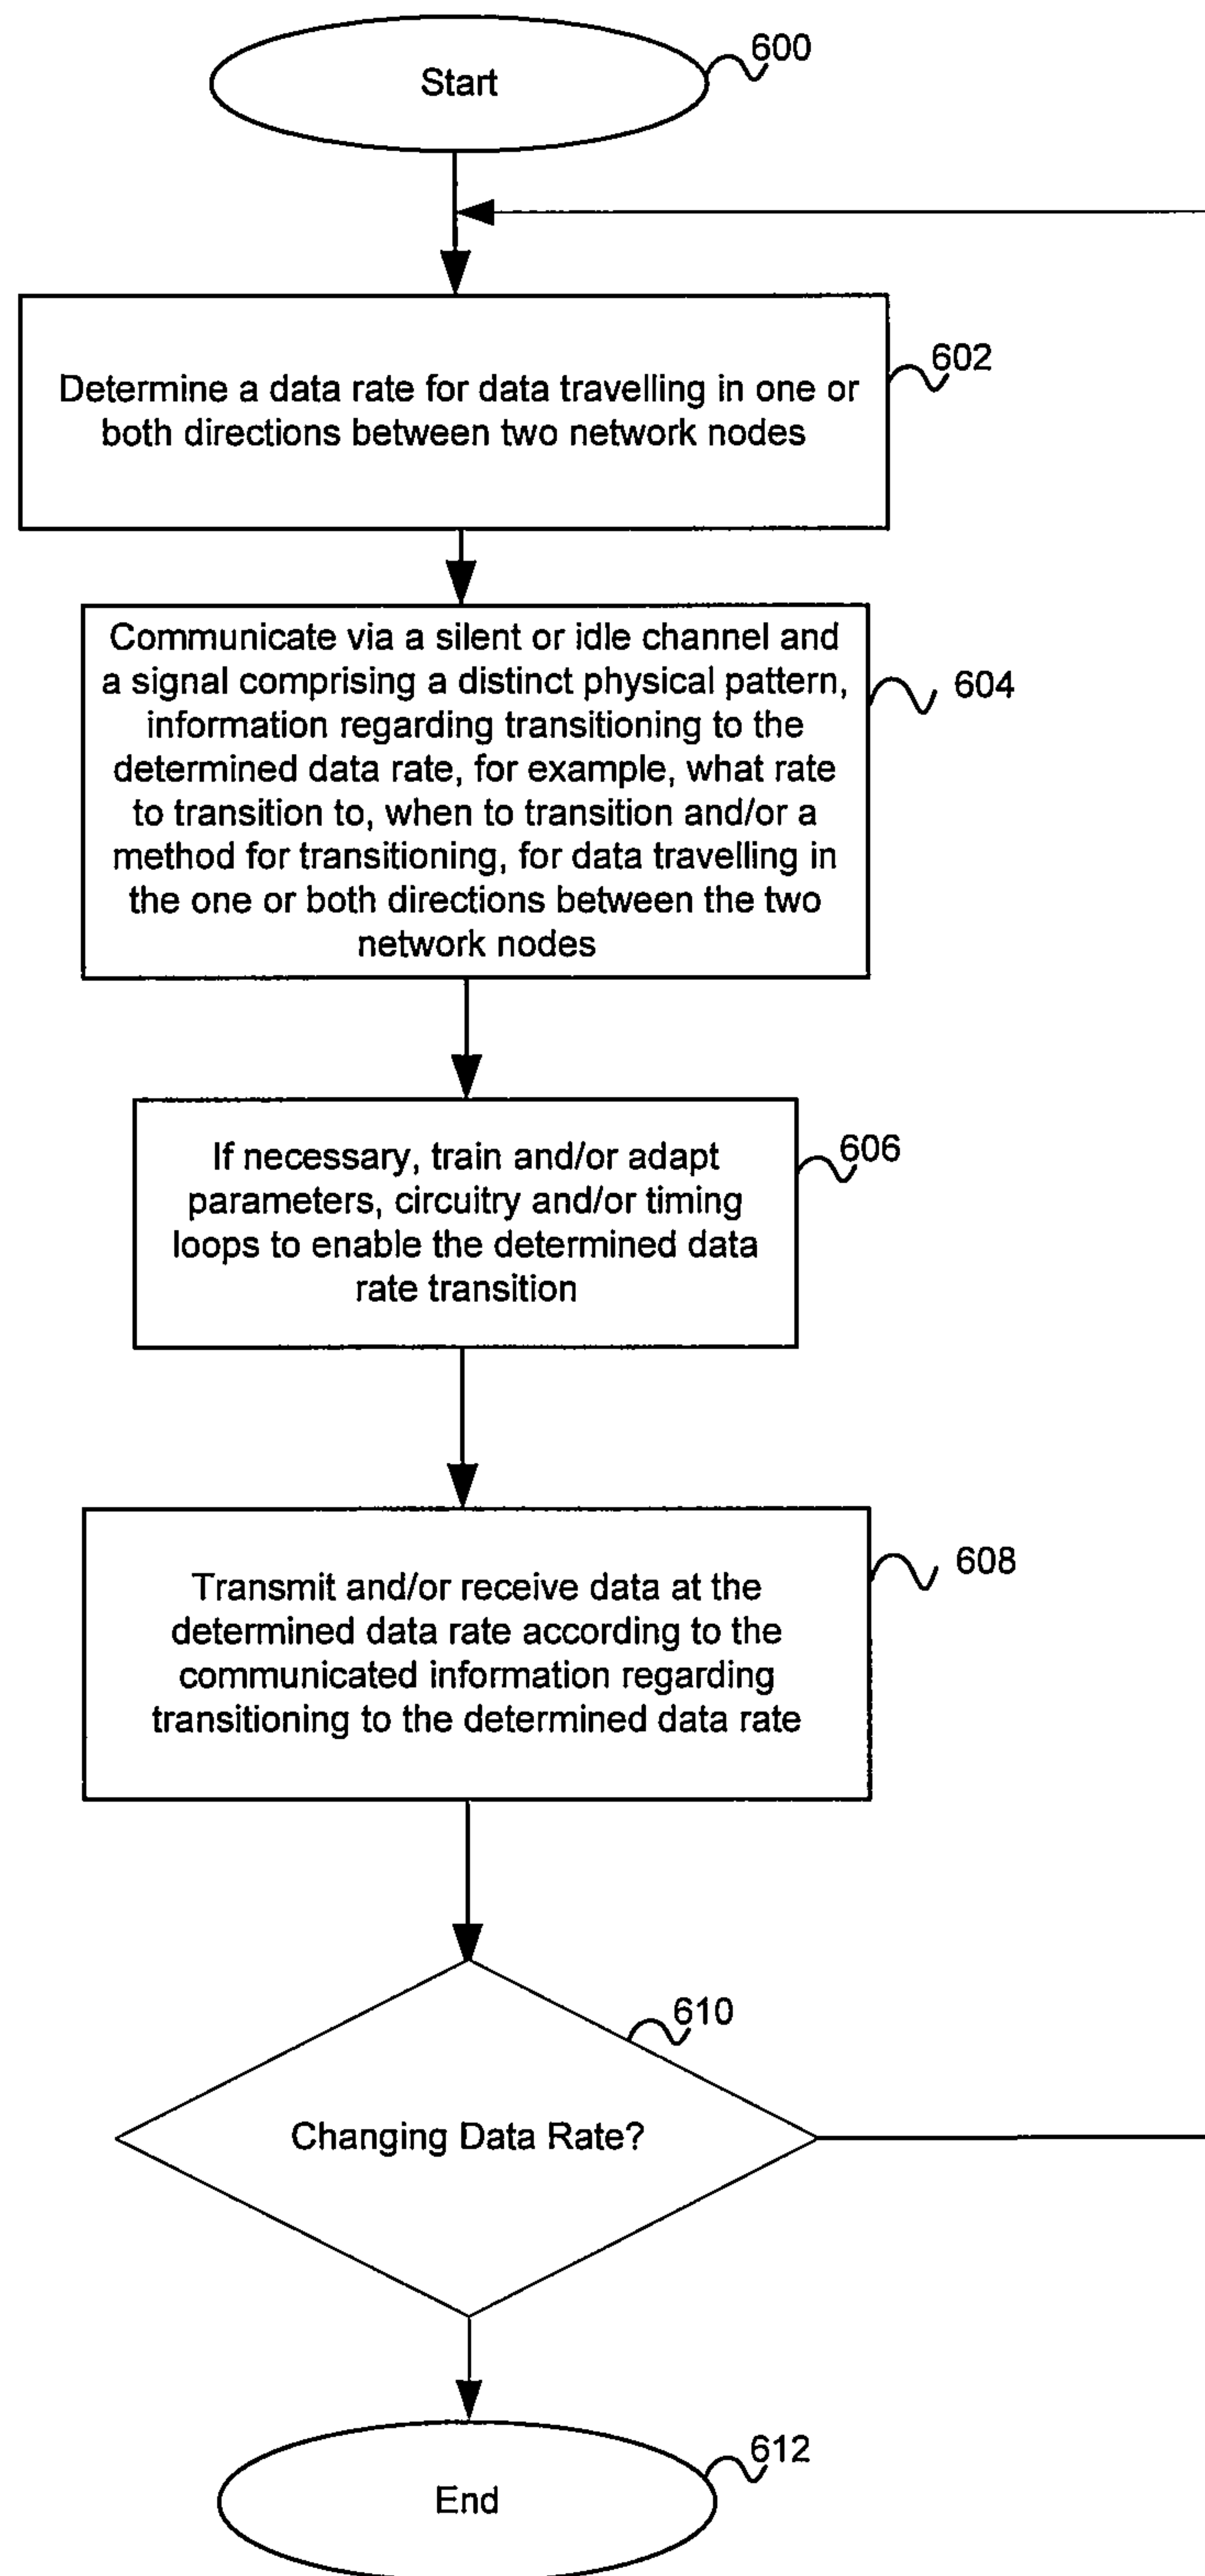 Start
600
Determine a data rate for data travelling in one or
both directions between two network nodes
602
Communicate via a silent or idle channel and
a signal comprising a distinct physical pattern,
information regarding transitioning to the
determined data rate, for example, what rate
to transition to, when to transition and/or a
method for transitioning, for data travelling in
the one or both directions between the two
network nodes
604
If necessary, train and/or adapt
parameters, circuitry and/or timing
loops to enable the determined data
rate transition
606
Transmit and/or receive data at the
determined data rate according to the
communicated information regarding
transitioning to the determined data rate
608
Changing Data Rate?
610
End
612